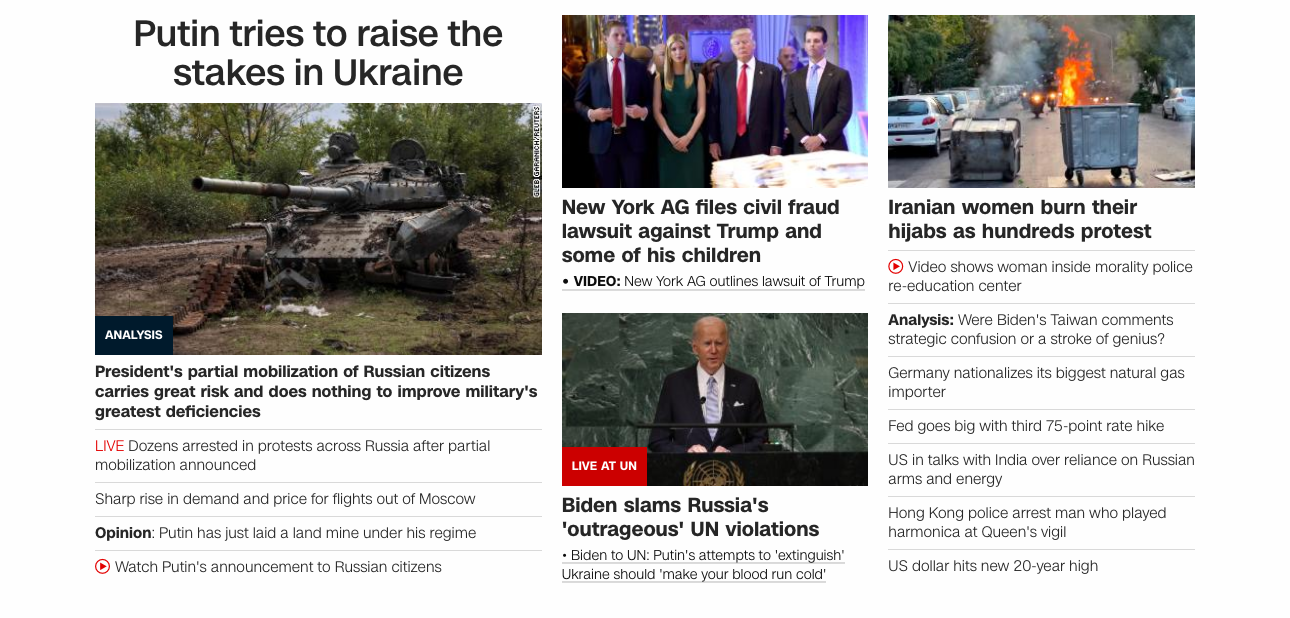 Putin tries to raise the
stakes in Ukraine
GLEB GARANICH/REUTERS
ANALYSIS
President's partial mobilization of Russian citizens
carries great risk and does nothing to improve military's
greatest deficiencies
LIVE Dozens arrested in protests across Russia after partial
mobilization announced
Sharp rise in demand and price for flights out of Moscow
Opinion: Putin has just laid a land mine under his regime
Watch Putin's announcement to Russian citizens
New York AG files civil fraud
lawsuit against Trump and
some of his children
• VIDEO: New York AG outlines lawsuit of Trump
LIVE AT UN
Biden slams Russia's
'outrageous' UN violations
• Biden to UN: Putin's attempts to 'extinguish'
Ukraine should 'make your blood run cold'
Iranian women burn their
hijabs as hundreds protest
Video shows woman inside morality police
re-education center
Analysis: Were Biden's Taiwan comments
strategic confusion or a stroke of genius?
Germany nationalizes its biggest natural gas
importer
Fed goes big with third 75-point rate hike
US in talks with India over reliance on Russian
arms and energy
Hong Kong police arrest man who played
harmonica at Queen's vigil
US dollar hits new 20-year high